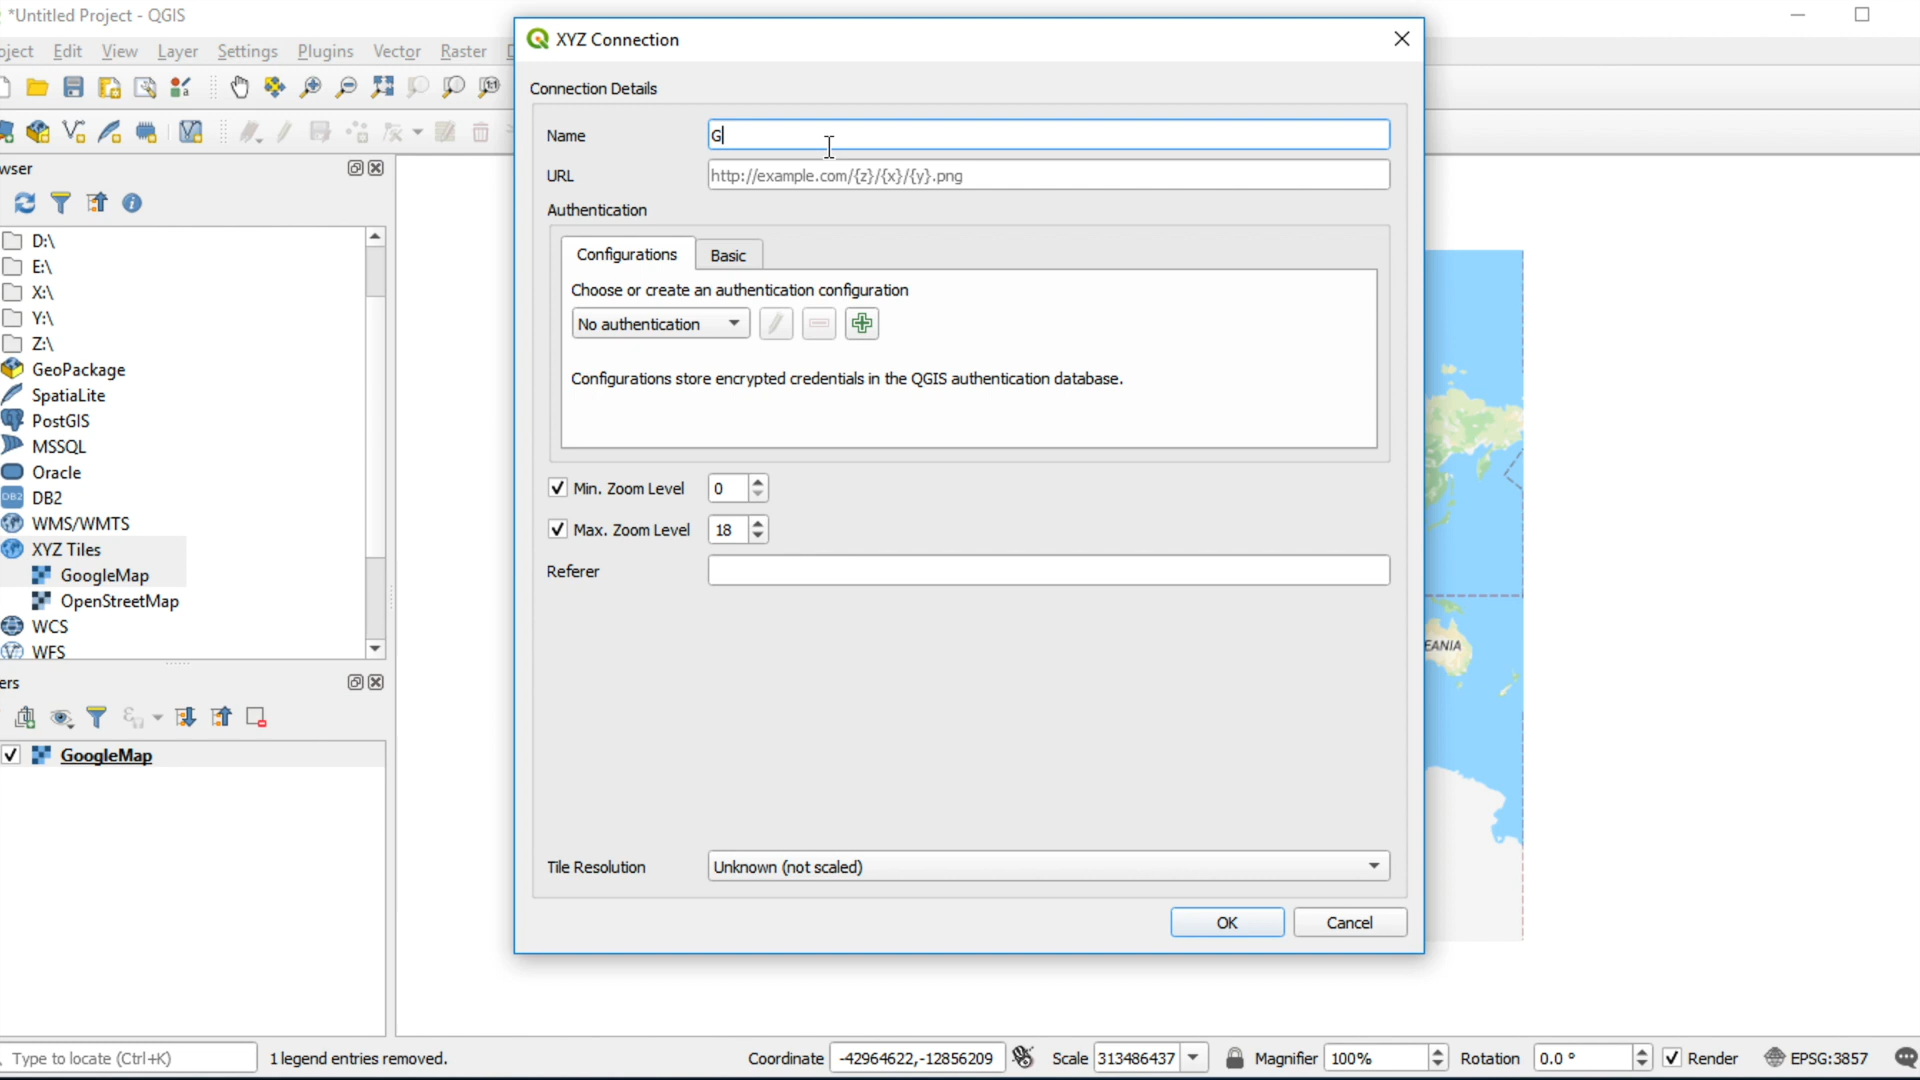 *Untitled Project - QGIS
oject Edit View Layer Settings Plugins Vector Raster
XYZ Connection
Connection Details
Name G
URL http://example.com/{z}/{x}/{y}.png
Authentication
Configurations Basic
Choose or create an authentication configuration
No authentication
Configurations store encrypted credentials in the QGIS authentication database.
Min. Zoom Level 0
Max. Zoom Level 18
Referer
Tile Resolution Unknown (not scaled)
OK Cancel
wser
D:\
E:\
X:\
Y:\
Z:\
GeoPackage
SpatiaLite
PostGIS
MSSQL
Oracle
DB2 DB2
WMS/WMTS
XYZ Tiles
GoogleMap
OpenStreetMap
WCS
WFS
ers
GoogleMap
EANIA
Type to locate (Ctrl+K) 1 legend entries removed. Coordinate -42964622,-12856209 Scale 313486437 Magnifier 100% Rotation 0.0 ° Render EPSG:3857